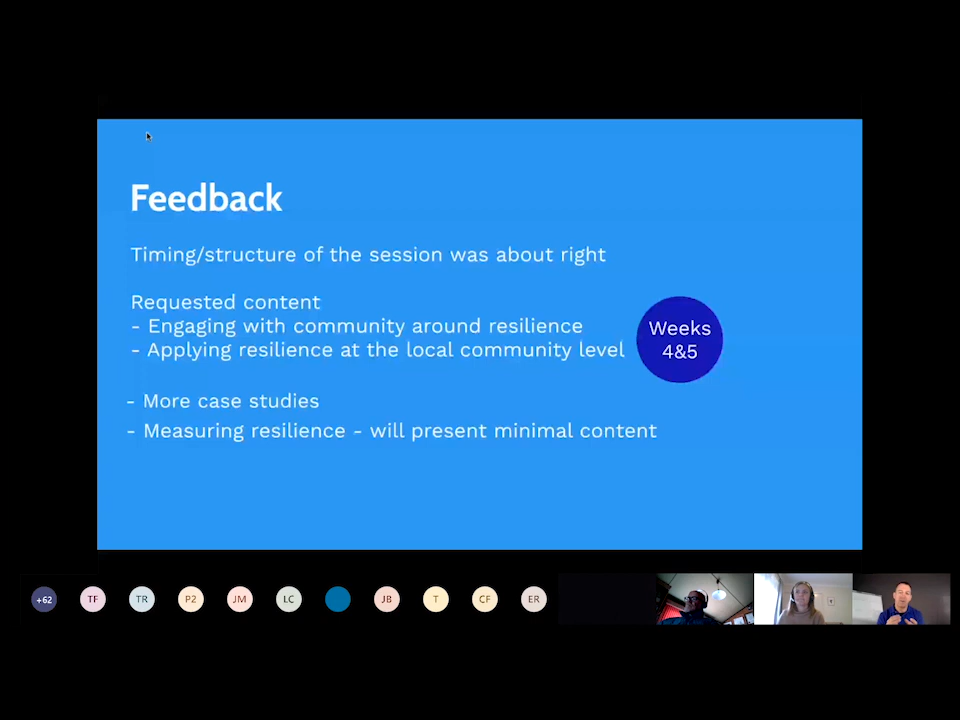 Feedback
Timing/structure of the session was about right
Requested content
- Engaging with community around resilience
- Applying resilience at the local community level
Weeks
4&5
- More case studies
- Measuring resilience - will present minimal content
+62
TF
TR
P2
JM
LC
JB
T
CF
ER